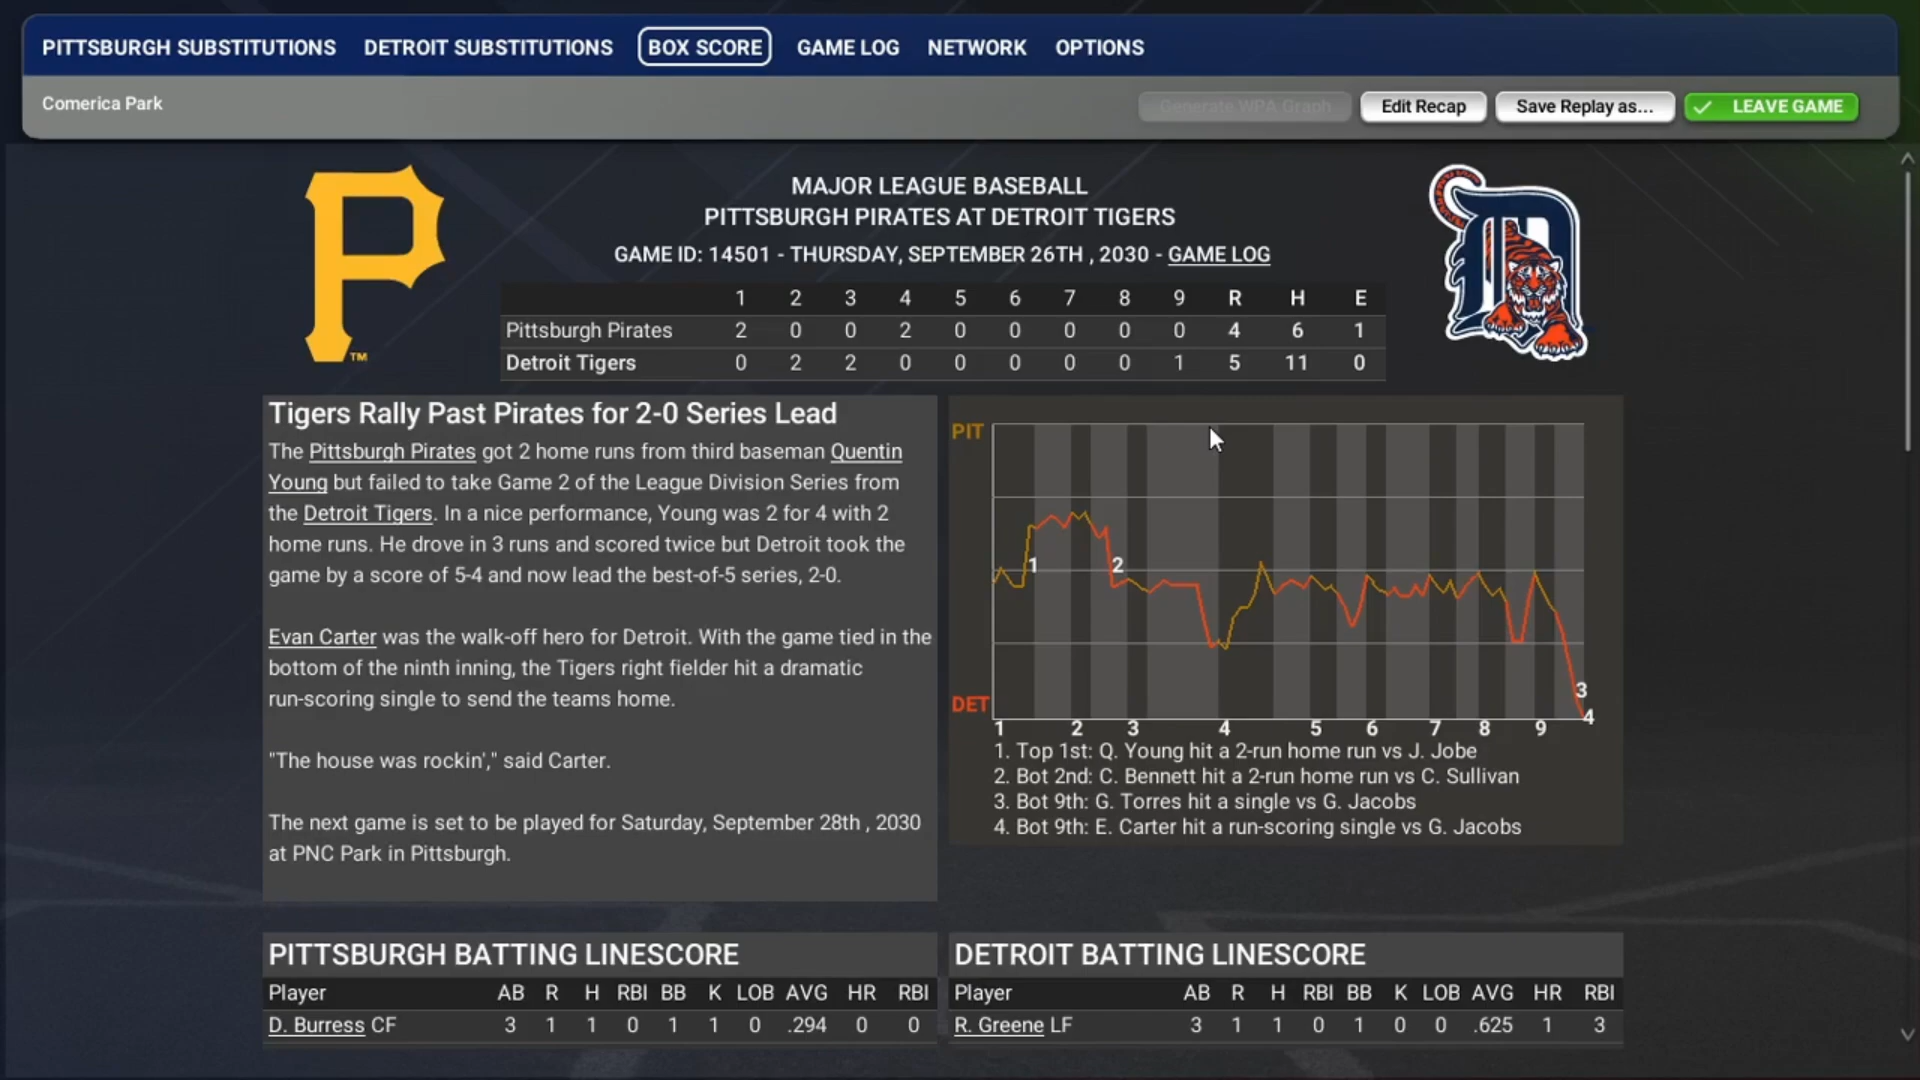 PITTSBURGH SUBSTITUTIONS DETROIT SUBSTITUTIONS BOX SCORE GAME LOG NETWORK OPTIONS
Comerica Park Generate WPA Graph Edit Recap Save Replay as... LEAVE GAME
P
TM
D
MAJOR LEAGUE BASEBALL
PITTSBURGH PIRATES AT DETROIT TIGERS
GAME ID: 14501 - THURSDAY, SEPTEMBER 26TH , 2030 - GAME LOG
1 2 3 4 5 6 7 8 9 R H E
Pittsburgh Pirates 2 0 0 2 0 0 0 0 0 4 6 1
Detroit Tigers 0 2 2 0 0 0 0 0 1 5 11 0
Tigers Rally Past Pirates for 2-0 Series Lead
The Pittsburgh Pirates got 2 home runs from third baseman Quentin
Young but failed to take Game 2 of the League Division Series from
the Detroit Tigers. In a nice performance, Young was 2 for 4 with 2
home runs. He drove in 3 runs and scored twice but Detroit took the
game by a score of 5-4 and now lead the best-of-5 series, 2-0.
Evan Carter was the walk-off hero for Detroit. With the game tied in the
bottom of the ninth inning, the Tigers right fielder hit a dramatic
run-scoring single to send the teams home.
"The house was rockin'," said Carter.
The next game is set to be played for Saturday, September 28th , 2030
at PNC Park in Pittsburgh.
PIT
1
2
3
DET
4
1 2 3 4 5 6 7 8 9
1. Top 1st: Q. Young hit a 2-run home run vs J. Jobe
2. Bot 2nd: C. Bennett hit a 2-run home run vs C. Sullivan
3. Bot 9th: G. Torres hit a single vs G. Jacobs
4. Bot 9th: E. Carter hit a run-scoring single vs G. Jacobs
PITTSBURGH BATTING LINESCORE
Player AB R H RBI BB K LOB AVG HR RBI
D. Burress CF 3 1 1 0 1 1 0 .294 0 0
DETROIT BATTING LINESCORE
Player AB R H RBI BB K LOB AVG HR RBI
R. Greene LF 3 1 1 0 1 0 0 .625 1 3